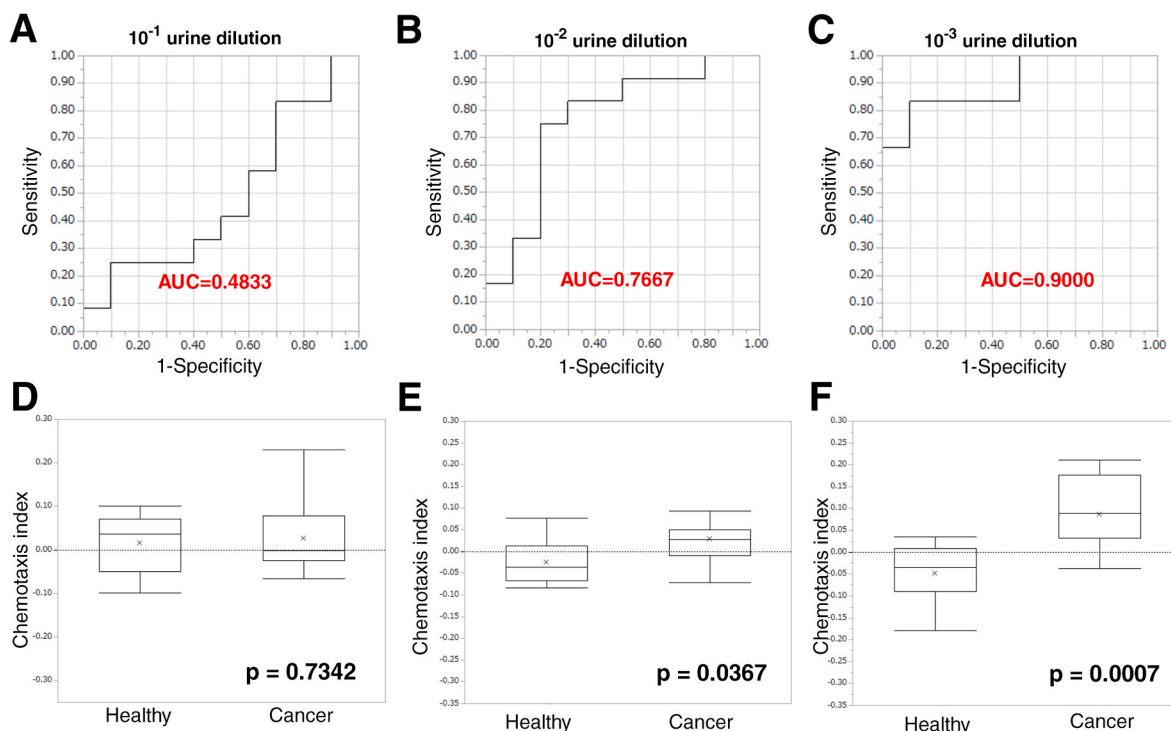 A
10⁻¹ urine dilution
1.00
0.90
0.80
0.70
0.60
0.50
0.40
0.30
0.20
0.10
0.00
Sensitivity
AUC=0.4833
0.00 0.20 0.40 0.60 0.80 1.00
1-Specificity
B
10⁻² urine dilution
1.00
0.90
0.80
0.70
0.60
0.50
0.40
0.30
0.20
0.10
0.00
Sensitivity
AUC=0.7667
0.00 0.20 0.40 0.60 0.80 1.00
1-Specificity
C
10⁻³ urine dilution
1.00
0.90
0.80
0.70
0.60
0.50
0.40
0.30
0.20
0.10
0.00
Sensitivity
AUC=0.9000
0.00 0.20 0.40 0.60 0.80 1.00
1-Specificity
D
0.30
0.20
0.10
0.00
-0.10
-0.20
-0.30
Chemotaxis index
p = 0.7342
Healthy Cancer
E
0.30
0.25
0.20
0.15
0.10
0.05
0.00
-0.05
-0.10
-0.15
-0.20
-0.25
-0.30
-0.35
Chemotaxis index
p = 0.0367
Healthy Cancer
F
0.30
0.25
0.20
0.15
0.10
0.05
0.00
-0.05
-0.10
-0.15
-0.20
-0.25
-0.30
-0.35
Chemotaxis index
p = 0.0007
Healthy Cancer